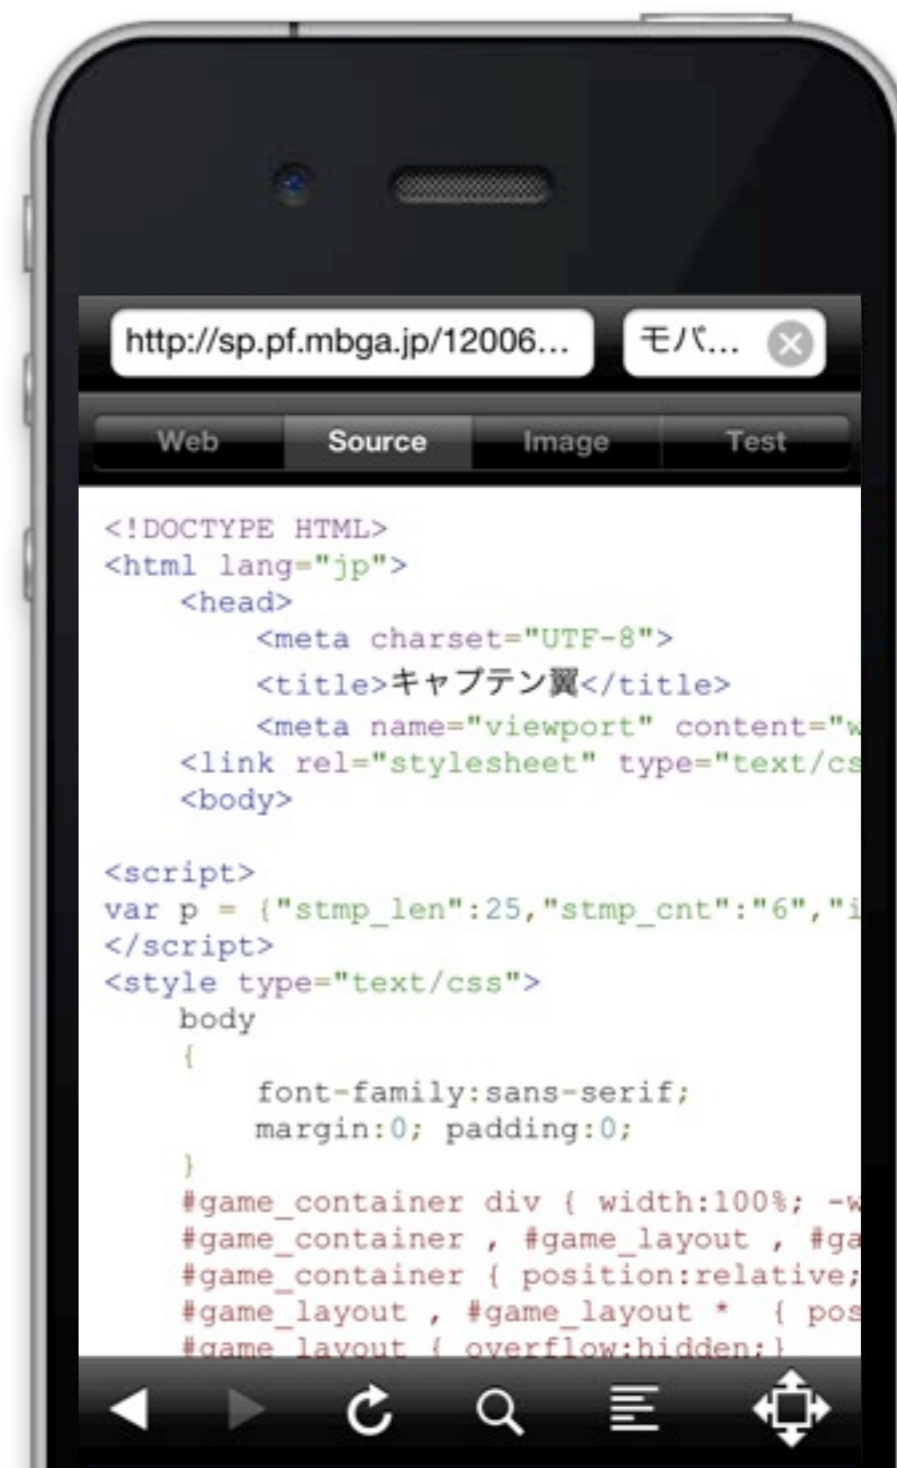 http://sp.pf.mbga.jp/12006... モバ...
Web Source Image Test
<!DOCTYPE HTML>
<html lang="jp">
<head>
<meta charset="UTF-8">
<title>キャプテン翼</title>
<meta name="viewport" content="w
<link rel="stylesheet" type="text/cs
<body>
<script>
var p = {"stmp_len":25,"stmp_cnt":"6","i
</script>
<style type="text/css">
body
{
font-family:sans-serif;
margin:0; padding:0;
}
#game_container div { width:100%; -w
#game_container , #game_layout , #ga
#game_container { position:relative;
#game_layout , #game_layout * { pos
#game_layout { overflow:hidden;}